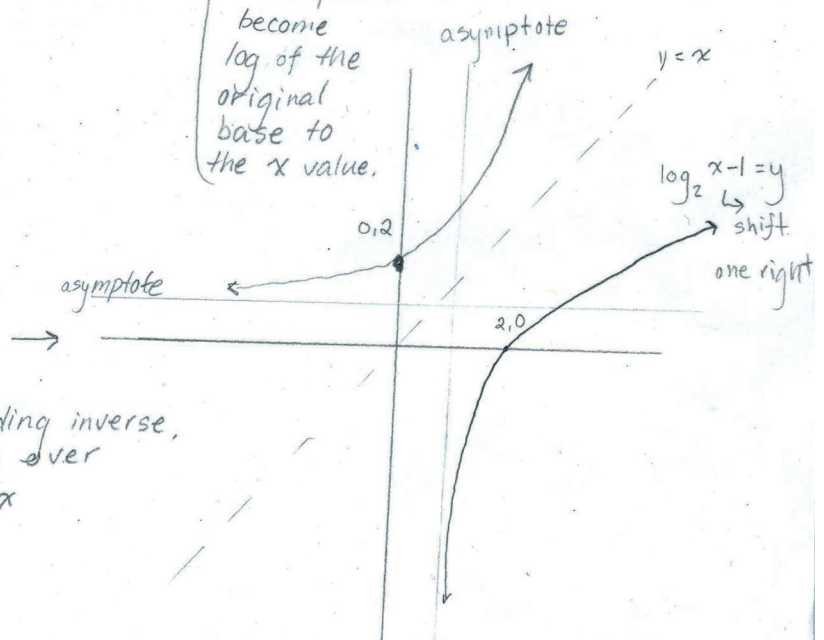 become
log of the
original
base to
the x value.
asymptote
y = x
log₂ x-1 = y
↳ shift
one right
0,2
asymptote
2,0
ding inverse,
over
x